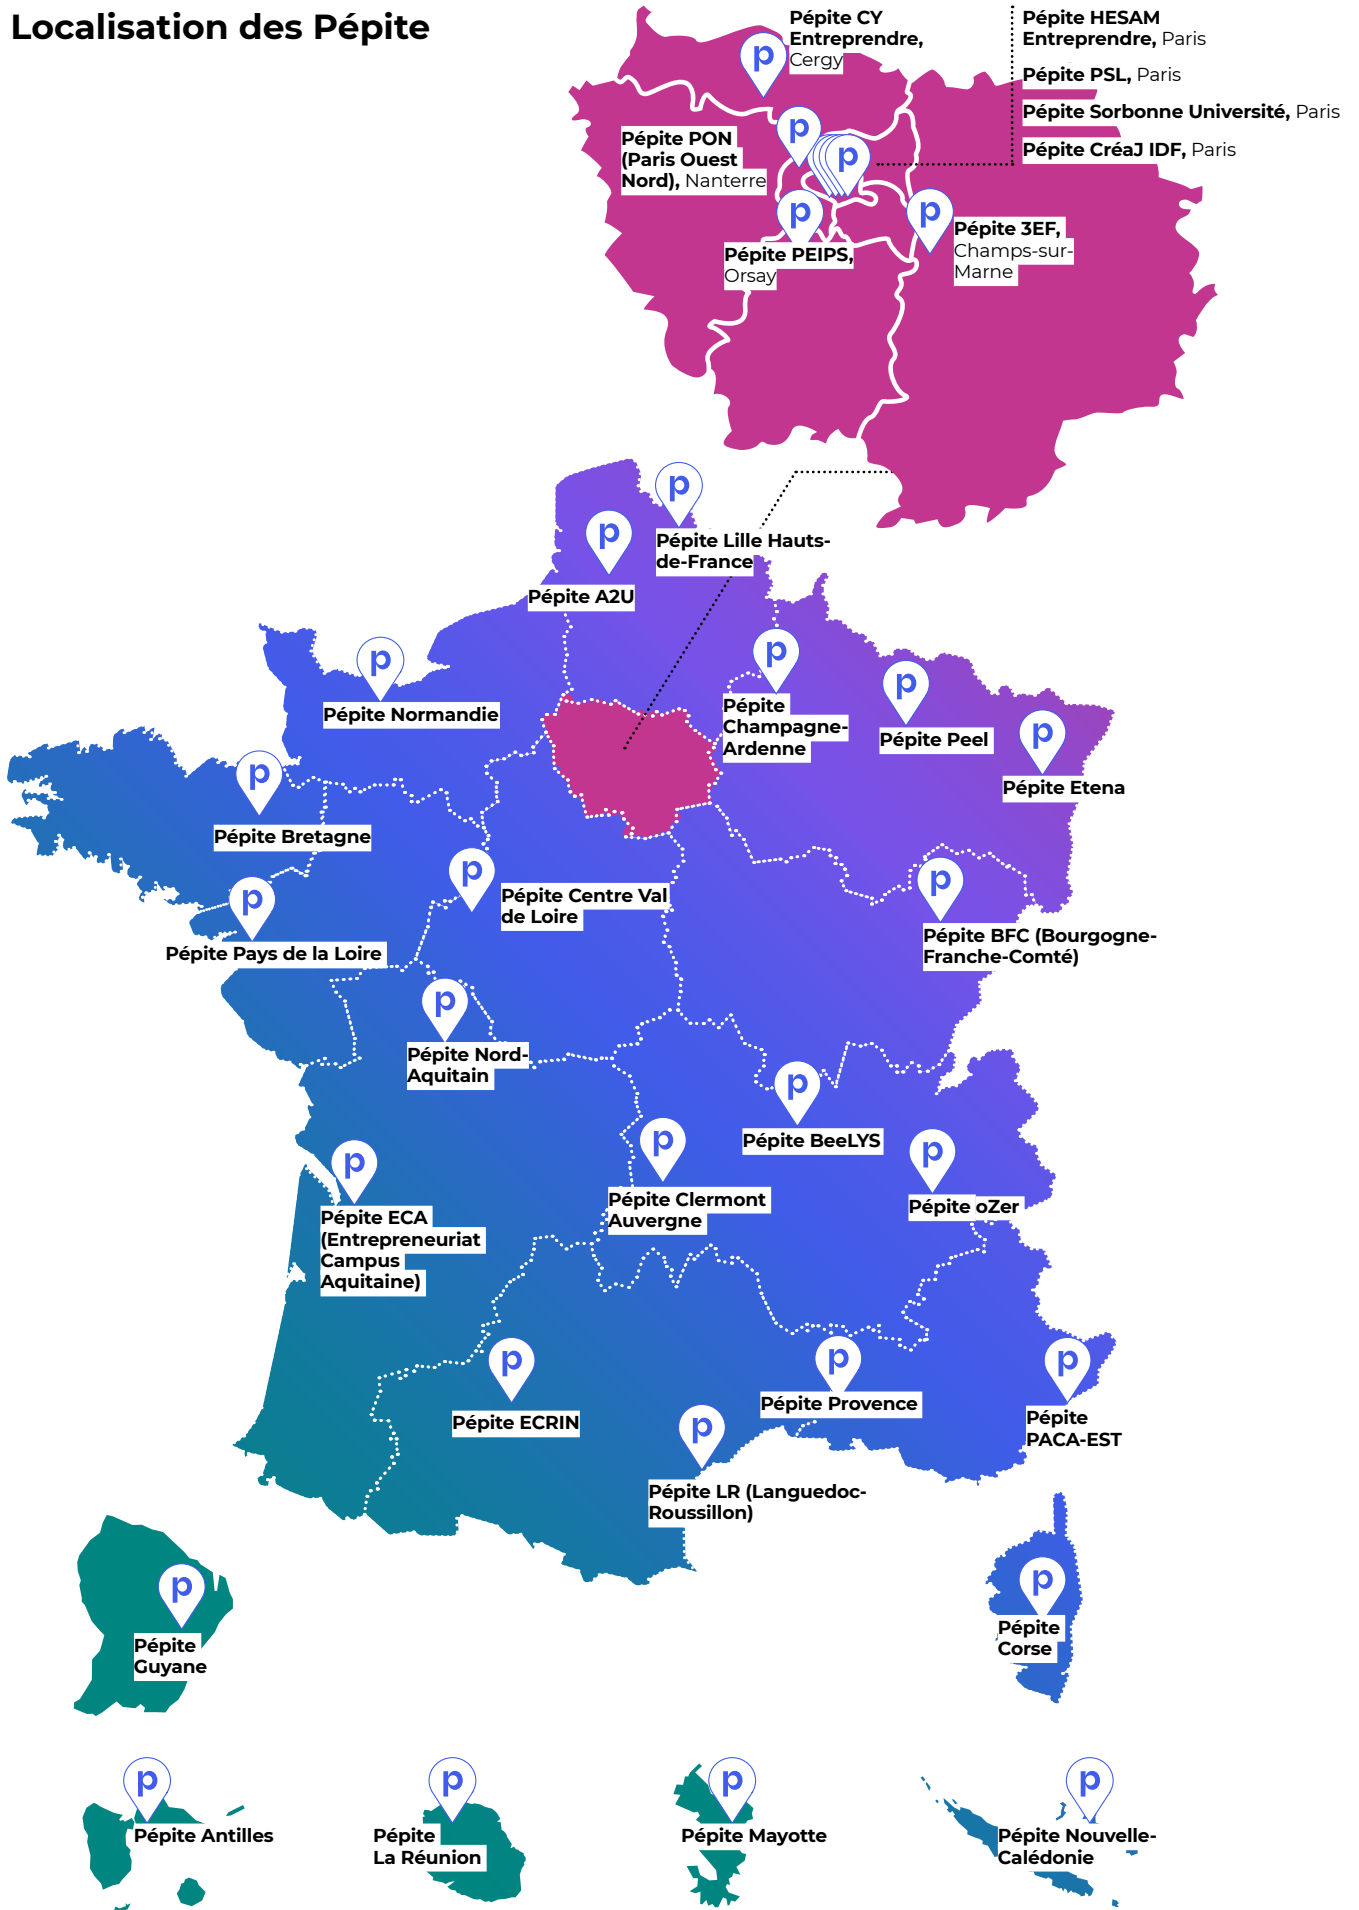 Localisation des Pépite
Pépite CY
Entreprendre,
Cergy
Pépite HESAM
Entreprendre, Paris
Pépite PSL, Paris
Pépite Sorbonne Université, Paris
Pépite CréaJ IDF, Paris
Pépite PON
(Paris Ouest
Nord), Nanterre
Pépite PEIPS,
Orsay
Pépite 3EF,
Champs-sur-
Marne
p
p
p
p
p
p
p
Pépite Lille Hauts-
de-France
p
Pépite A2U
p
Pépite Normandie
p
Pépite
Champagne-
Ardenne
p
Pépite Peel
p
Pépite Etena
p
Pépite Bretagne
p
Pépite Centre Val
de Loire
p
Pépite Pays de la Loire
p
Pépite BFC (Bourgogne-
Franche-Comté)
p
Pépite Nord-
Aquitain
p
Pépite BeeLYS
p
Pépite Clermont
Auvergne
p
Pépite oZer
p
Pépite ECA
(Entrepreneuriat
Campus
Aquitaine)
p
Pépite ECRIN
p
Pépite Provence
p
Pépite
PACA-EST
p
Pépite LR (Languedoc-
Roussillon)
p
Pépite
Guyane
p
Pépite
Corse
p
Pépite Antilles
p
Pépite
La Réunion
p
Pépite Mayotte
p
Pépite Nouvelle-
Calédonie